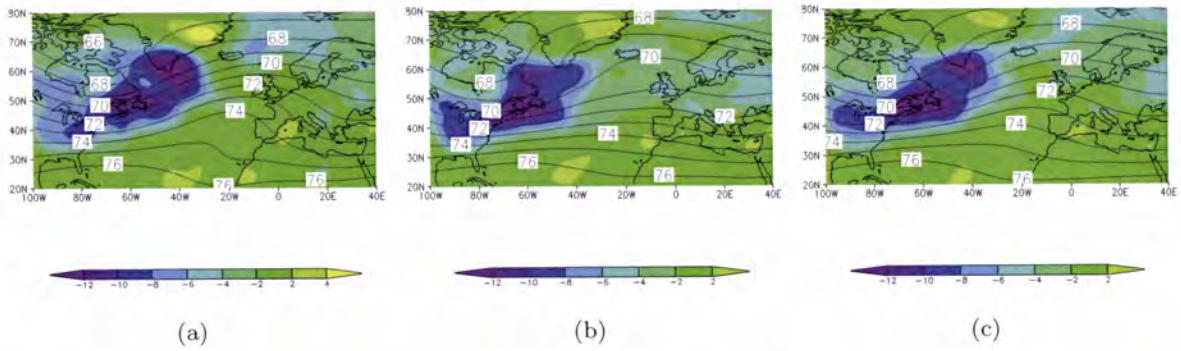 80N 80N 80N
70N 66 68 70N 68 70N 68
60N 68 70 60N 68 70 60N 68 70
50N 70 72 50N 70 50N 70 72
40N 72 74 40N 72 72 40N 72 74
74 74 74 74
30N 76 30N 76 30N 76
20N 76 76 20N 76 20N 76
100W 80W 60W 40W 20W 0 20E 40E 100W 80W 60W 40W 20W 0 20E 40E 100W 80W 60W 40W 20W 0 20E 40E
-12 -10 -8 -6 -4 -2 2 4 -12 -10 -8 -6 -4 -2 2 -12 -10 -8 -6 -4 -2 2
(a) (b) (c)